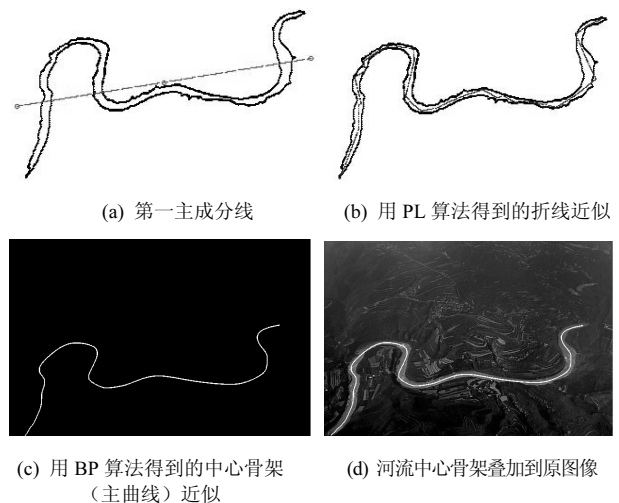 (a) 第一主成分线
(b) 用 PL 算法得到的折线近似
(c) 用 BP 算法得到的中心骨架
（主曲线）近似
(d) 河流中心骨架叠加到原图像